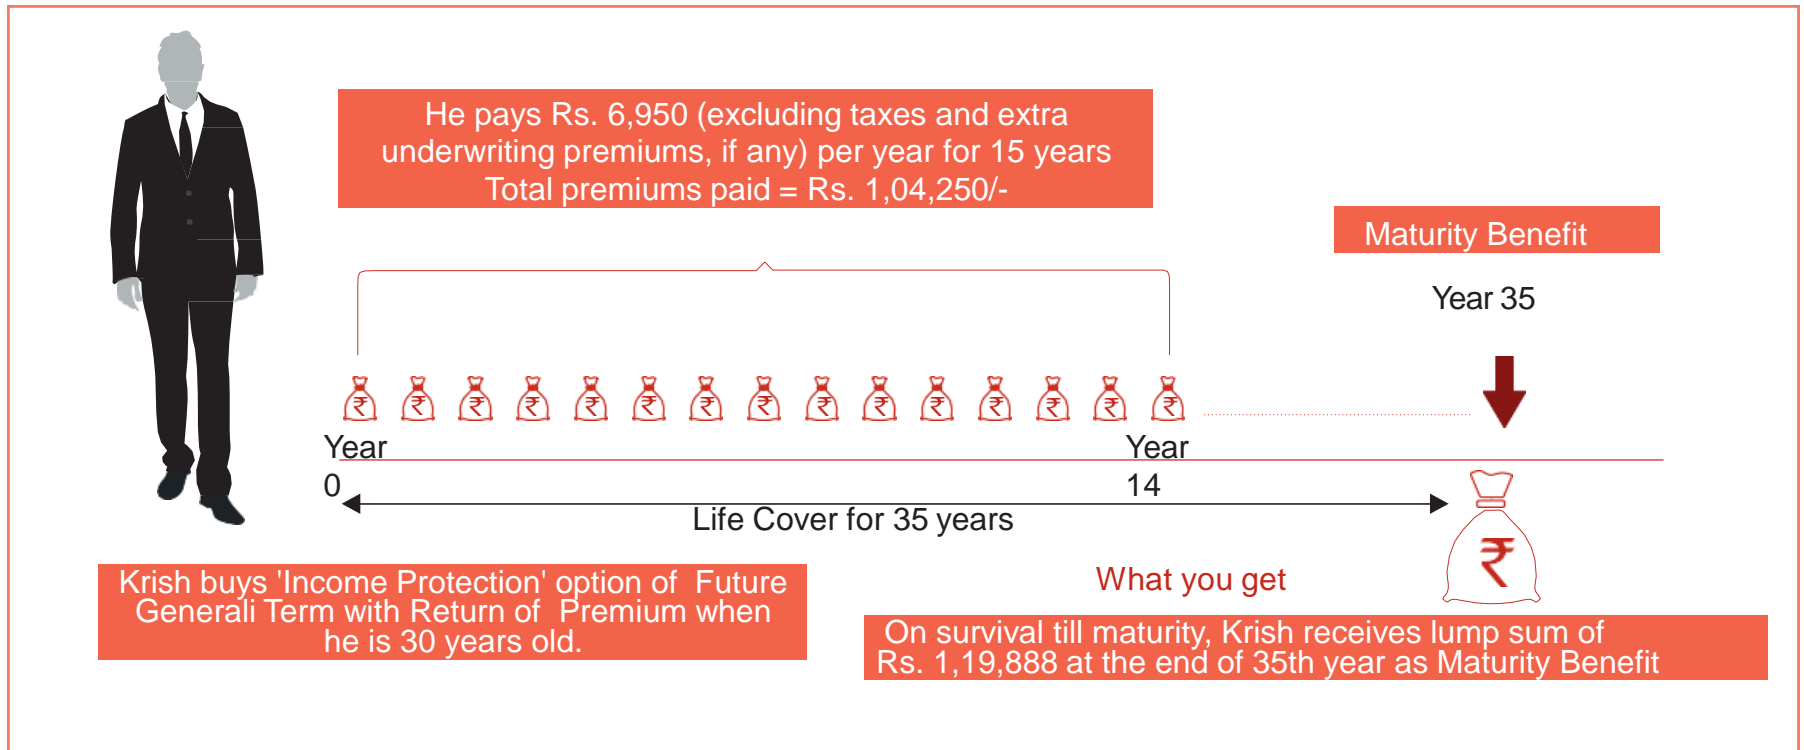 He pays Rs. 6,950 (excluding taxes and extra
underwriting premiums, if any) per year for 15 years
Total premiums paid = Rs. 1,04,250/-
Maturity Benefit
Year 35
₹ ₹ ₹ ₹ ₹ ₹ ₹ ₹ ₹ ₹ ₹ ₹ ₹ ₹ ₹
Year Year
0 14
Life Cover for 35 years
₹
Krish buys 'Income Protection' option of Future
Generali Term with Return of Premium when
he is 30 years old.
What you get
On survival till maturity, Krish receives lump sum of
Rs. 1,19,888 at the end of 35th year as Maturity Benefit